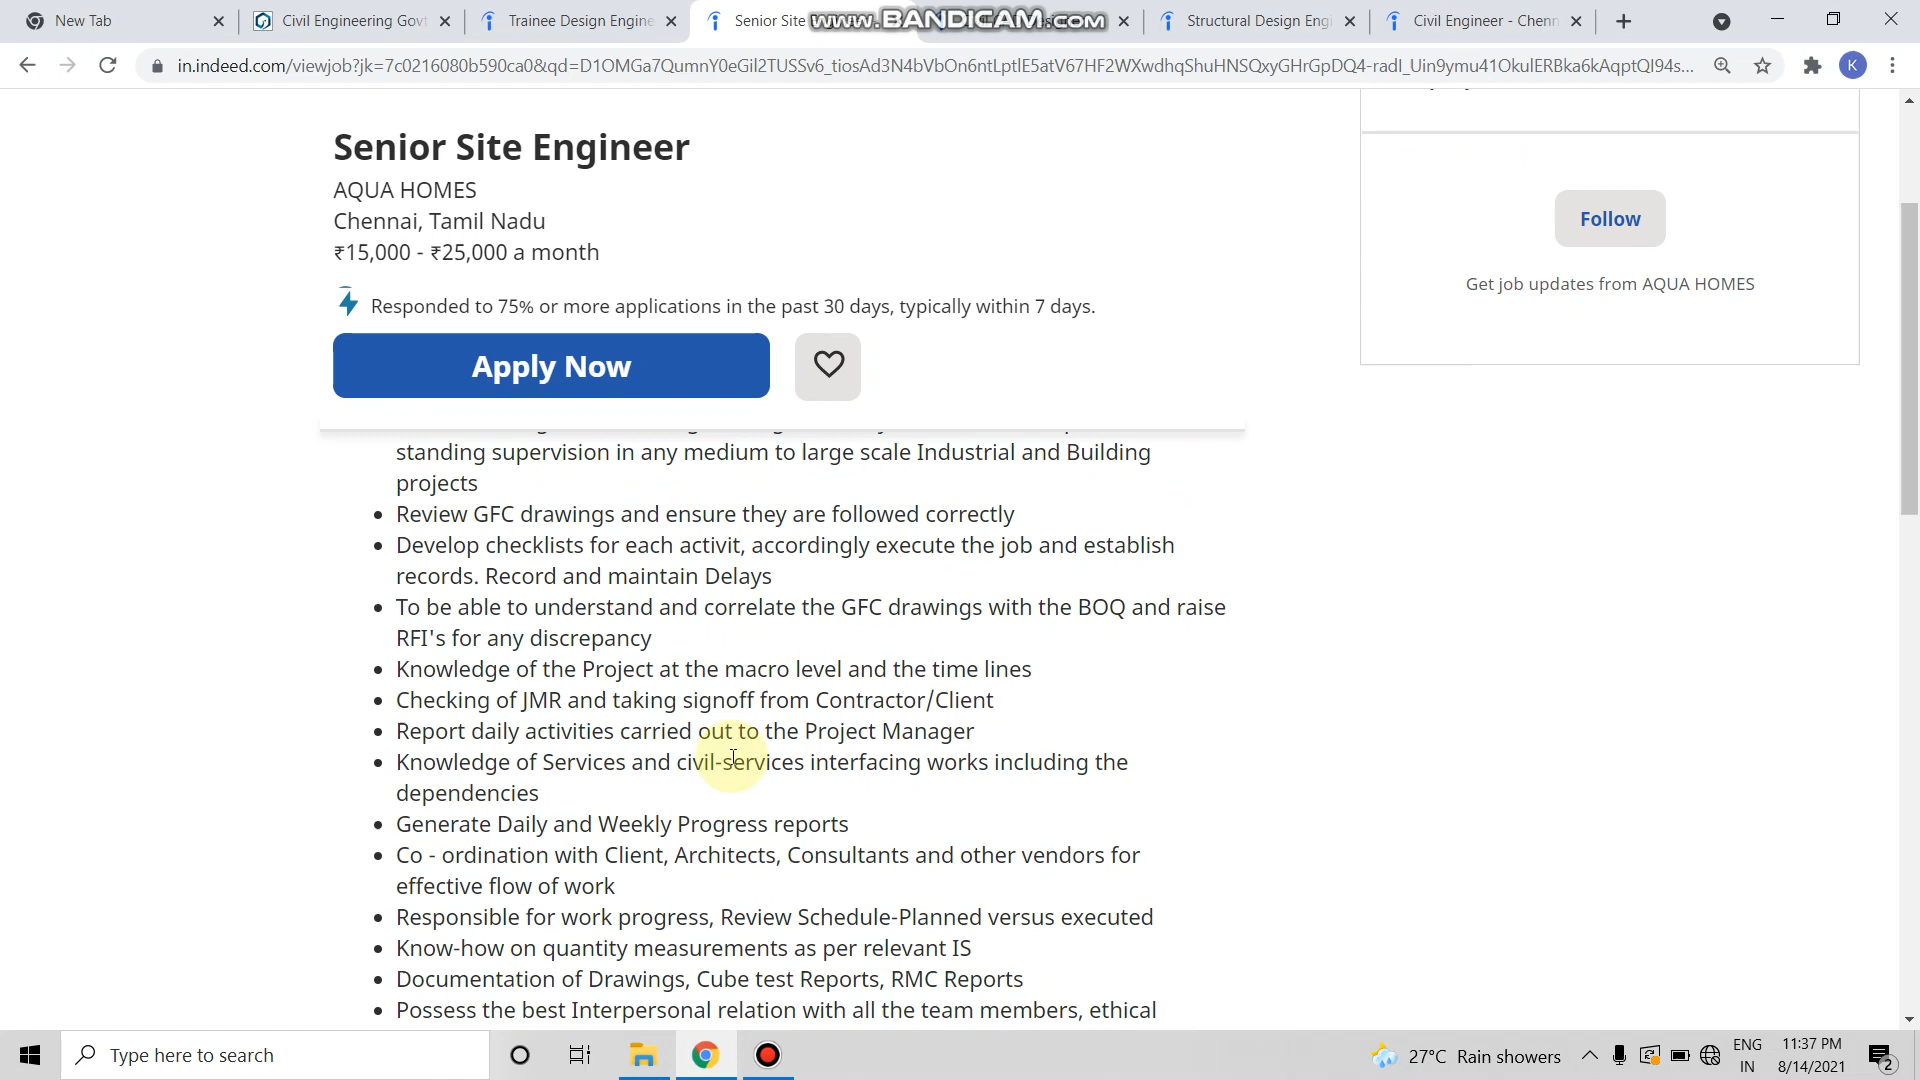 New Tab
Civil Engineering Govt
Trainee Design Engine
Senior Site
www.BANDICAM.com
Structural Design Engi
Civil Engineer - Chenn
in.indeed.com/viewjob?jk=7c0216080b590ca0&qd=D1OMGa7QumnY0eGil2TUSSv6_tiosAd3N4bVbOn6ntLptlE5atV67HF2WXwdhqShuHNSQxyGHrGpDQ4-radI_Uin9ymu41OkulERBka6kAqptQI94s...
K
Senior Site Engineer
AQUA HOMES
Chennai, Tamil Nadu
₹15,000 - ₹25,000 a month
Responded to 75% or more applications in the past 30 days, typically within 7 days.
Apply Now
Follow
Get job updates from AQUA HOMES
standing supervision in any medium to large scale Industrial and Building
projects
• Review GFC drawings and ensure they are followed correctly
• Develop checklists for each activit, accordingly execute the job and establish
records. Record and maintain Delays
• To be able to understand and correlate the GFC drawings with the BOQ and raise
RFI's for any discrepancy
• Knowledge of the Project at the macro level and the time lines
• Checking of JMR and taking signoff from Contractor/Client
• Report daily activities carried out to the Project Manager
• Knowledge of Services and civil-services interfacing works including the
dependencies
• Generate Daily and Weekly Progress reports
• Co - ordination with Client, Architects, Consultants and other vendors for
effective flow of work
• Responsible for work progress, Review Schedule-Planned versus executed
• Know-how on quantity measurements as per relevant IS
• Documentation of Drawings, Cube test Reports, RMC Reports
• Possess the best Interpersonal relation with all the team members, ethical
Type here to search
27°C Rain showers
ENG
IN
11:37 PM
8/14/2021
2